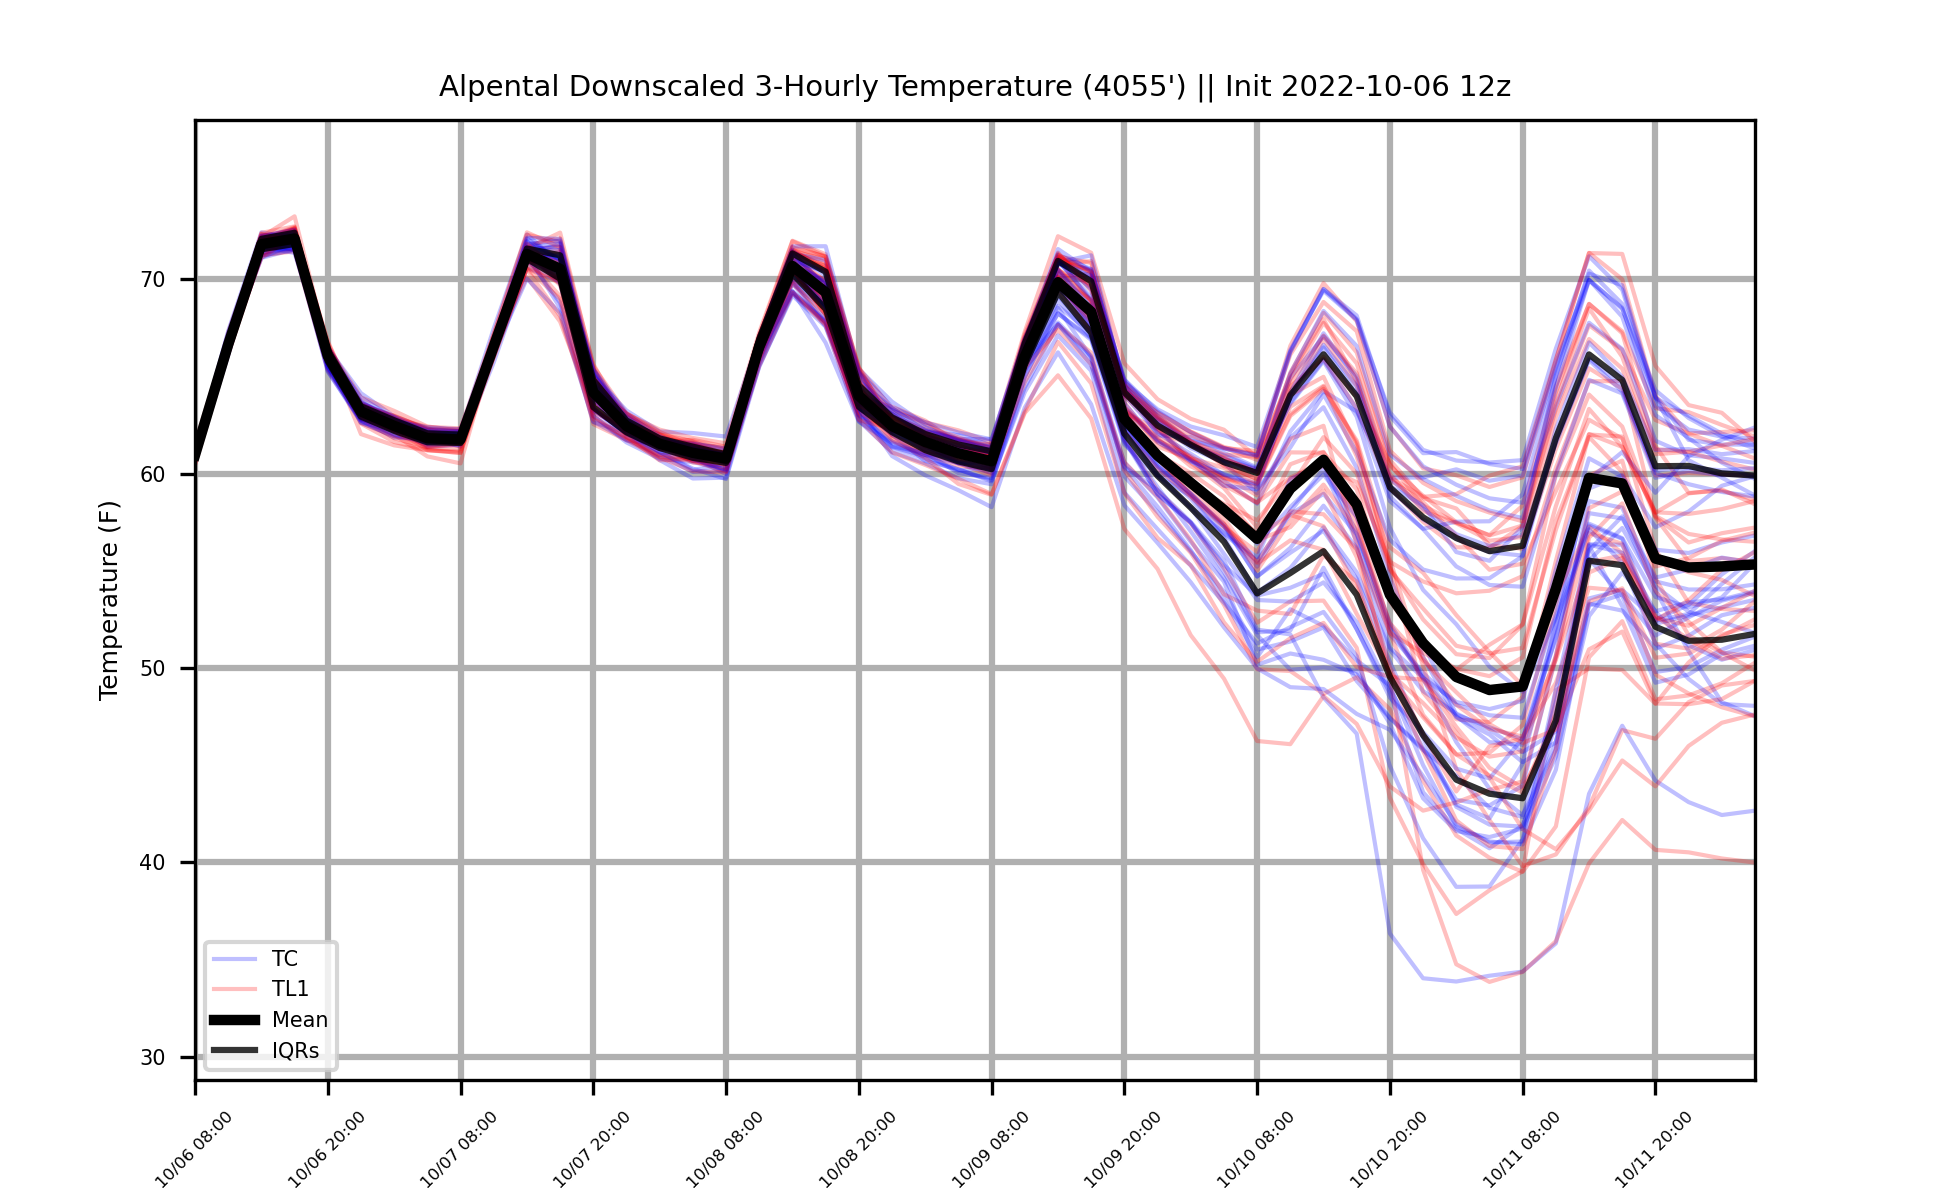 Alpental Downscaled 3-Hourly Temperature (4055') || Init 2022-10-06 12z
Temperature (F)
70
60
50
40
30
TC
TL1
Mean
IQRs
10/06 08:00
10/06 20:00
10/07 08:00
10/07 20:00
10/08 08:00
10/08 20:00
10/09 08:00
10/09 20:00
10/10 08:00
10/10 20:00
10/11 08:00
10/11 20:00